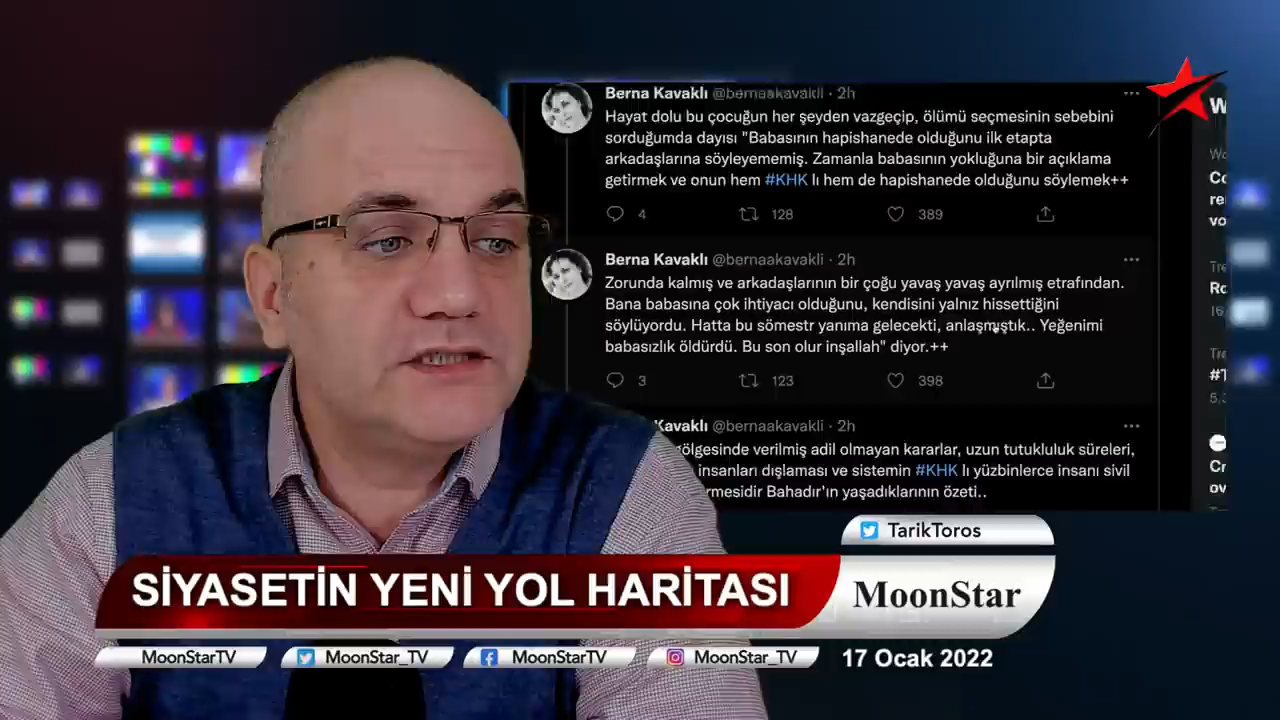 Berna Kavaklı @bernaakavakli · 2h
Hayat dolu bu çocuğun her şeyden vazgeçip, ölümü seçmesinin sebebini
sorduğumda dayısı "Babasının hapishanede olduğunu ilk etapta
arkadaşlarına söyleyememiş. Zamanla babasının yokluğuna bir açıklama
getirmek ve onun hem #KHK lı hem de hapishanede olduğunu söylemek++
4 128 389
Berna Kavaklı @bernaakavakli · 2h
Zorunda kalmış ve arkadaşlarının bir çoğu yavaş yavaş ayrılmış etrafından.
Bana babasına çok ihtiyacı olduğunu, kendisini yalnız hissettiğini
söylüyordu. Hatta bu sömestr yanıma gelecekti, anlaşmıştık.. Yeğenimi
babasızlık öldürdü. Bu son olur inşallah" diyor.++
3 123 398
Kavaklı @bernaakavakli · 2h
gölgesinde verilmiş adil olmayan kararlar, uzun tutukluluk süreleri,
insanları dışlaması ve sistemin #KHK lı yüzbinlerce insanı sivil
Bahadır'ın yaşadıklarının özeti..
TarikToros
SİYASETİN YENİ YOL HARİTASI
MoonStar
MoonStarTV
MoonStar_TV
MoonStarTV
MoonStar_TV
17 Ocak 2022